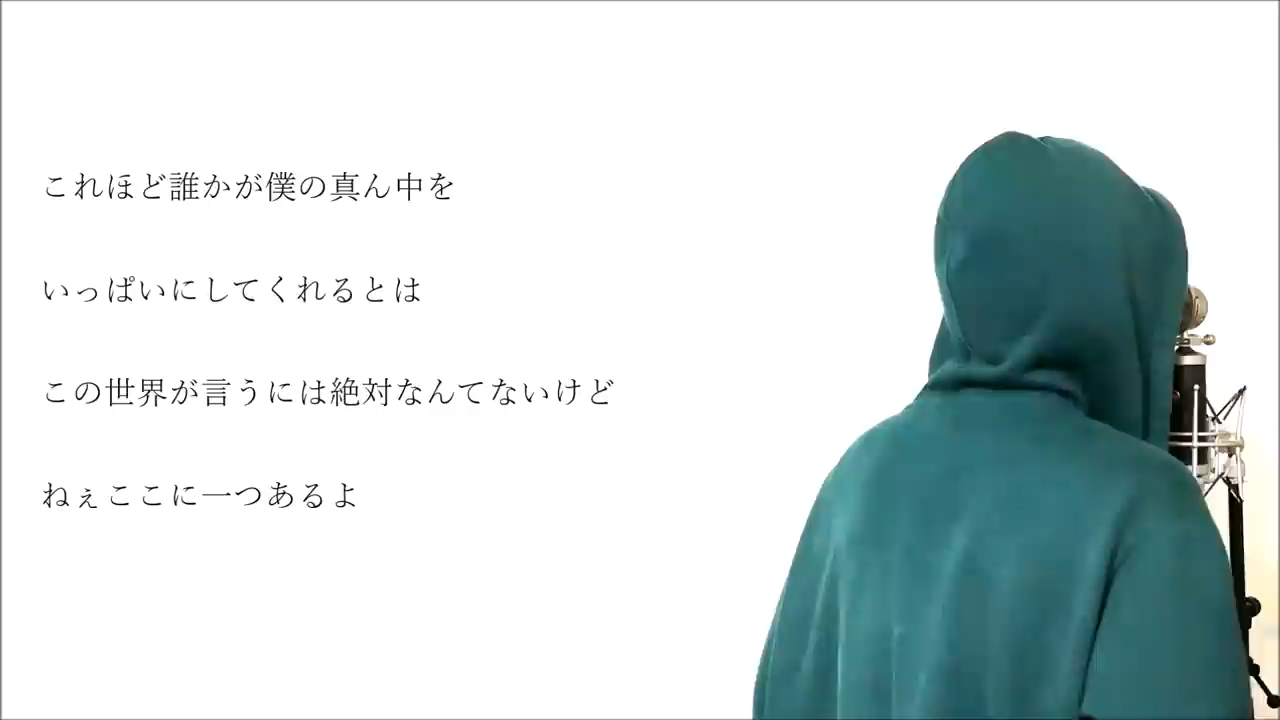 これほど誰かが僕の真ん中を
いっぱいにしてくれるとは
この世界が言うには絶対なんてないけど
ねぇここに一つあるよ